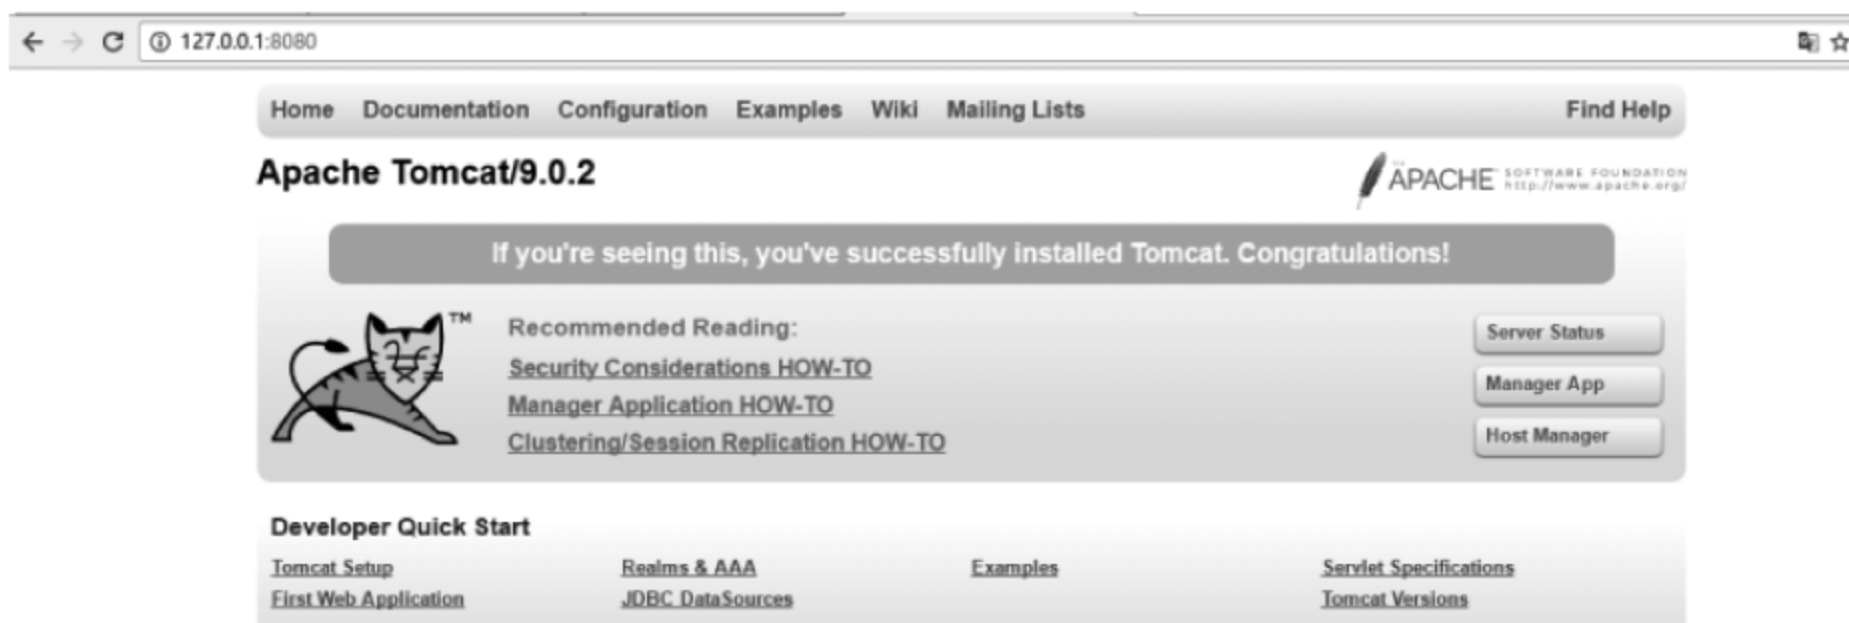 127.0.0.1:8080
Home Documentation Configuration Examples Wiki Mailing Lists Find Help
Apache Tomcat/9.0.2
THE APACHE™ SOFTWARE FOUNDATION
http://www.apache.org/
If you're seeing this, you've successfully installed Tomcat. Congratulations!
TM
Recommended Reading:
Security Considerations HOW-TO
Manager Application HOW-TO
Clustering/Session Replication HOW-TO
Server Status
Manager App
Host Manager
Developer Quick Start
Tomcat Setup Realms & AAA Examples Servlet Specifications
First Web Application JDBC DataSources Tomcat Versions